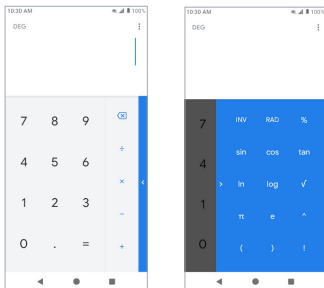 10:30 AM 100%
DEG
7 8 9
÷
4 5 6
×
1 2 3
−
0 . =
+
10:30 AM 100%
DEG
7 INV RAD %
4 sin cos tan
ln log √
1
π e ^
0 ( ) !